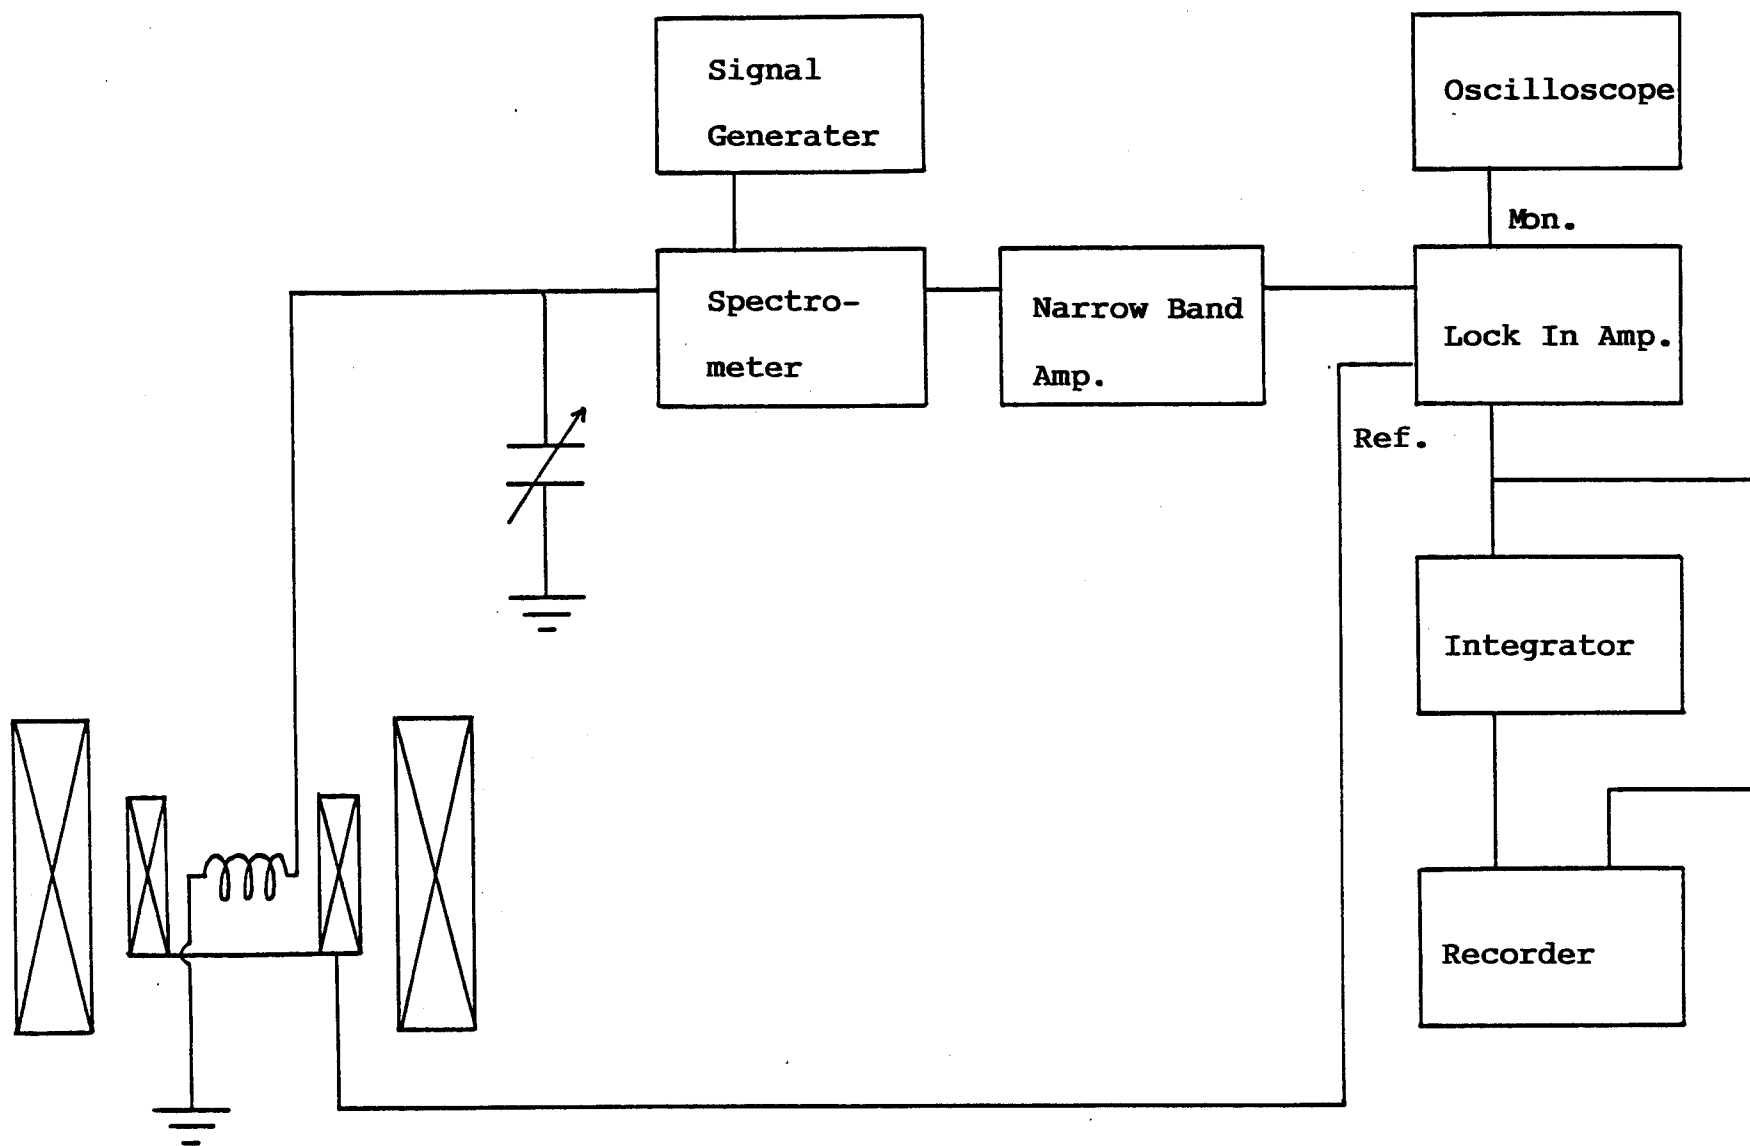 Signal
Generater
Oscilloscope
Mon.
Spectro-
meter
Narrow Band
Amp.
Lock In Amp.
Ref.
Integrator
Recorder